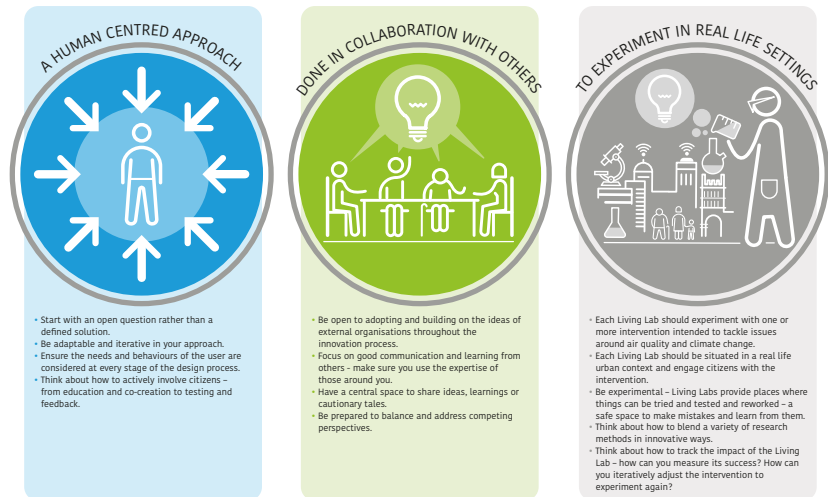 A HUMAN CENTRED APPROACH
• Start with an open question rather than a
defined solution.
• Be adaptable and iterative in your approach.
• Ensure the needs and behaviours of the user are
considered at every stage of the design process.
• Think about how to actively involve citizens –
from education and co-creation to testing and
feedback.
DONE IN COLLABORATION WITH OTHERS
• Be open to adopting and building on the ideas of
external organisations throughout the
innovation process.
• Focus on good communication and learning from
others - make sure you use the expertise of
those around you.
• Have a central space to share ideas, learnings or
cautionary tales.
• Be prepared to balance and address competing
perspectives.
TO EXPERIMENT IN REAL LIFE SETTINGS
• Each Living Lab should experiment with one or
more intervention intended to tackle issues
around air quality and climate change.
• Each Living Lab should be situated in a real life
urban context and engage citizens with the
intervention.
• Be experimental – Living Labs provide places where
things can be tried and tested and reworked – a
safe space to make mistakes and learn from them.
• Think about how to blend a variety of research
methods in innovative ways.
• Think about how to track the impact of the Living
Lab – how can you measure its success? How can
you iteratively adjust the intervention to
experiment again?